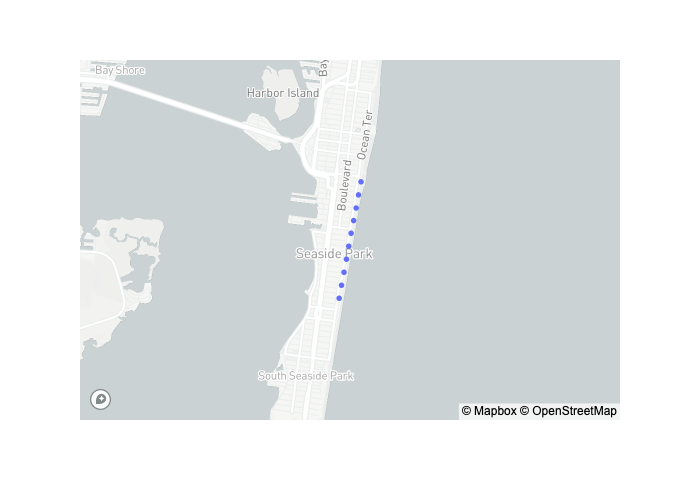 Bay Shore
Bay
Harbor Island
Ocean Ter
Boulevard
Seaside Park
South Seaside Park
© Mapbox © OpenStreetMap